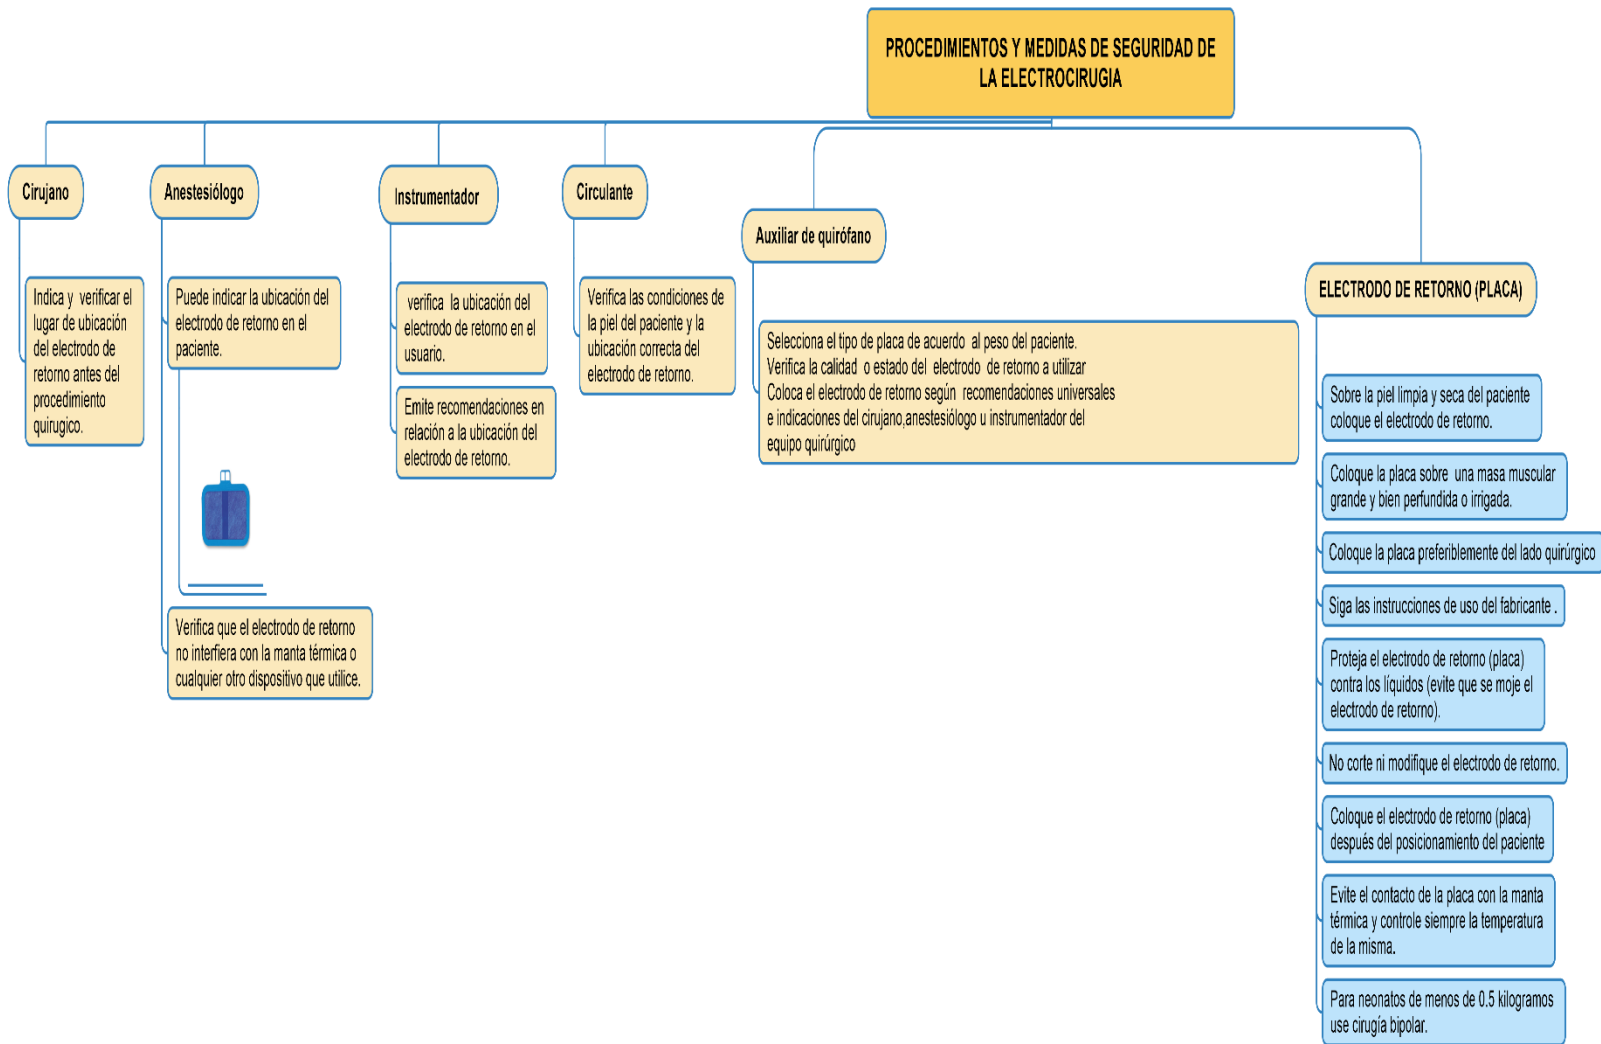 PROCEDIMIENTOS Y MEDIDAS DE SEGURIDAD DE
LA ELECTROCIRUGIA
Cirujano
Indica y verificar el
lugar de ubicación
del electrodo de
retorno antes del
procedimiento
quirugico.
Anestesiólogo
Puede indicar la ubicación del
electrodo de retorno en el
paciente.
Verifica que el electrodo de retorno
no interfiera con la manta térmica o
cualquier otro dispositivo que utilice.
Instrumentador
verifica la ubicación del
electrodo de retorno en el
usuario.
Emite recomendaciones en
relación a la ubicación del
electrodo de retorno.
Circulante
Verifica las condiciones de
la piel del paciente y la
ubicación correcta del
electrodo de retorno.
Auxiliar de quirófano
Selecciona el tipo de placa de acuerdo al peso del paciente.
Verifica la calidad o estado del electrodo de retorno a utilizar
Coloca el electrodo de retorno según recomendaciones universales
e indicaciones del cirujano,anestesiólogo u instrumentador del
equipo quirúrgico
ELECTRODO DE RETORNO (PLACA)
Sobre la piel limpia y seca del paciente
coloque el electrodo de retorno.
Coloque la placa sobre una masa muscular
grande y bien perfundida o irrigada.
Coloque la placa preferiblemente del lado quirúrgico
Siga las instrucciones de uso del fabricante .
Proteja el electrodo de retorno (placa)
contra los líquidos (evite que se moje el
electrodo de retorno).
No corte ni modifique el electrodo de retorno.
Coloque el electrodo de retorno (placa)
después del posicionamiento del paciente
Evite el contacto de la placa con la manta
térmica y controle siempre la temperatura
de la misma.
Para neonatos de menos de 0.5 kilogramos
use cirugía bipolar.